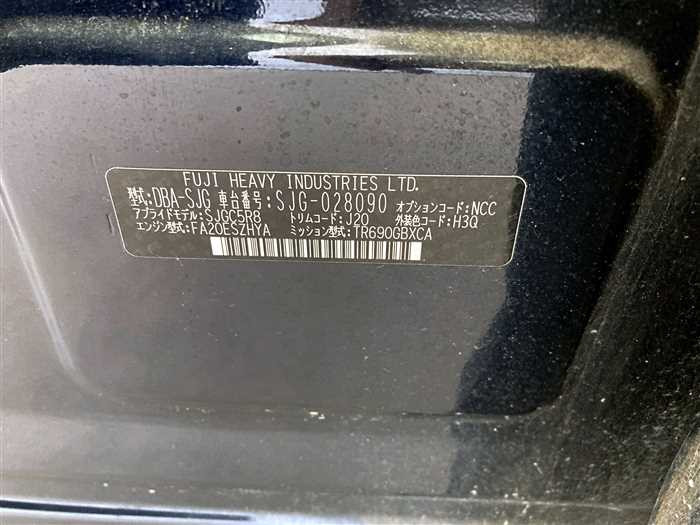 FUJI HEAVY INDUSTRIES LTD.
型式:DBA-SJG 車台番号:SJG-028090 オプションコード:NCC
アプライドモデル:SJGC5R8 トリムコード:J20 外装色コード:H3Q
エンジン型式:FA20ESZHYA ミッション型式:TR690GBXCA